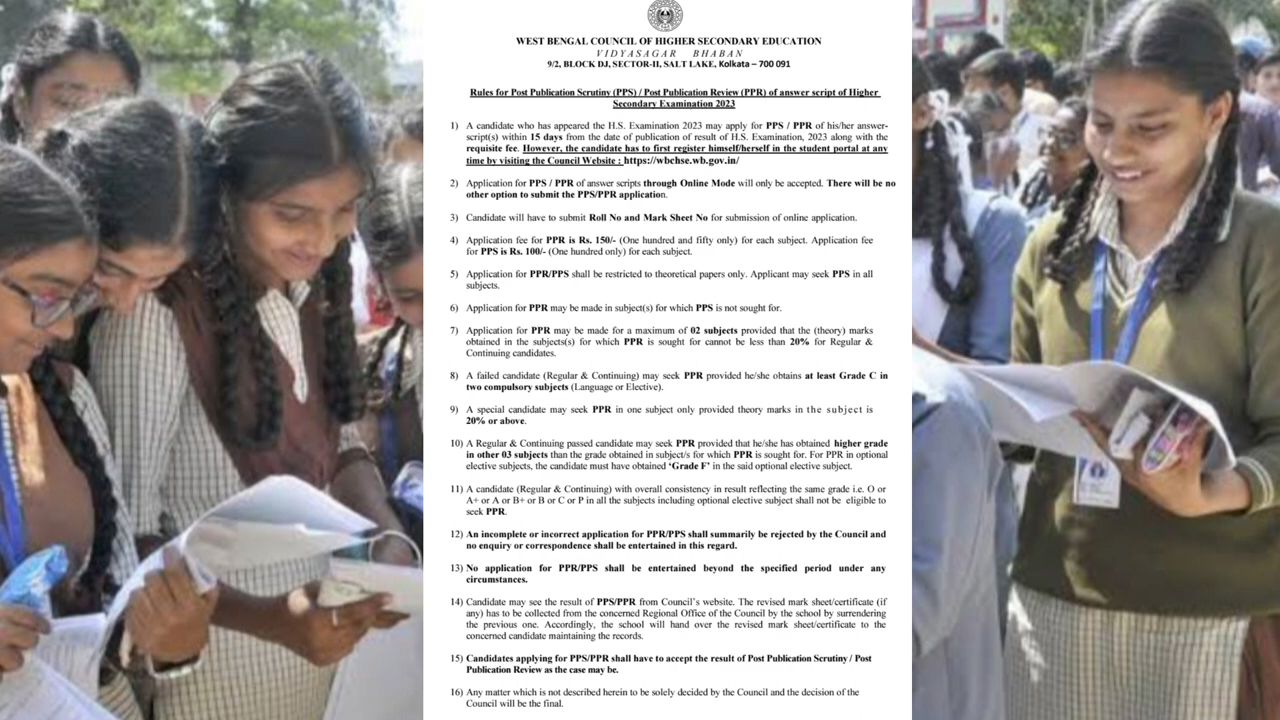 WEST BENGAL COUNCIL OF HIGHER SECONDARY EDUCATION
VIDYASAGAR BHABAN
9/2, BLOCK DJ, SECTOR-II, SALT LAKE, Kolkata – 700 091
Rules for Post Publication Scrutiny (PPS) / Post Publication Review (PPR) of answer script of Higher
Secondary Examination 2023
1) A candidate who has appeared the H.S. Examination 2023 may apply for PPS / PPR of his/her answer-
script(s) within 15 days from the date of publication of result of H.S. Examination, 2023 along with the
requisite fee. However, the candidate has to first register himself/herself in the student portal at any
time by visiting the Council Website : https://wbchse.wb.gov.in/
2) Application for PPS / PPR of answer scripts through Online Mode will only be accepted. There will be no
other option to submit the PPS/PPR application.
3) Candidate will have to submit Roll No and Mark Sheet No for submission of online application.
4) Application fee for PPR is Rs. 150/- (One hundred and fifty only) for each subject. Application fee
for PPS is Rs. 100/- (One hundred only) for each subject.
5) Application for PPR/PPS shall be restricted to theoretical papers only. Applicant may seek PPS in all
subjects.
6) Application for PPR may be made in subject(s) for which PPS is not sought for.
7) Application for PPR may be made for a maximum of 02 subjects provided that the (theory) marks
obtained in the subjects(s) for which PPR is sought for cannot be less than 20% for Regular &
Continuing candidates.
8) A failed candidate (Regular & Continuing) may seek PPR provided he/she obtains at least Grade C in
two compulsory subjects (Language or Elective).
9) A special candidate may seek PPR in one subject only provided theory marks in the subject is
20% or above.
10) A Regular & Continuing passed candidate may seek PPR provided that he/she has obtained higher grade
in other 03 subjects than the grade obtained in subject/s for which PPR is sought for. For PPR in optional
elective subjects, the candidate must have obtained ‘Grade F’ in the said optional elective subject.
11) A candidate (Regular & Continuing) with overall consistency in result reflecting the same grade i.e. O or
A+ or A or B+ or B or C or P in all the subjects including optional elective subject shall not be eligible to
seek PPR.
12) An incomplete or incorrect application for PPR/PPS shall summarily be rejected by the Council and
no enquiry or correspondence shall be entertained in this regard.
13) No application for PPR/PPS shall be entertained beyond the specified period under any
circumstances.
14) Candidate may see the result of PPS/PPR from Council’s website. The revised mark sheet/certificate (if
any) has to be collected from the concerned Regional Office of the Council by the school by surrendering
the previous one. Accordingly, the school will hand over the revised mark sheet/certificate to the
concerned candidate maintaining the records.
15) Candidates applying for PPS/PPR shall have to accept the result of Post Publication Scrutiny / Post
Publication Review as the case may be.
16) Any matter which is not described herein to be solely decided by the Council and the decision of the
Council will be the final.